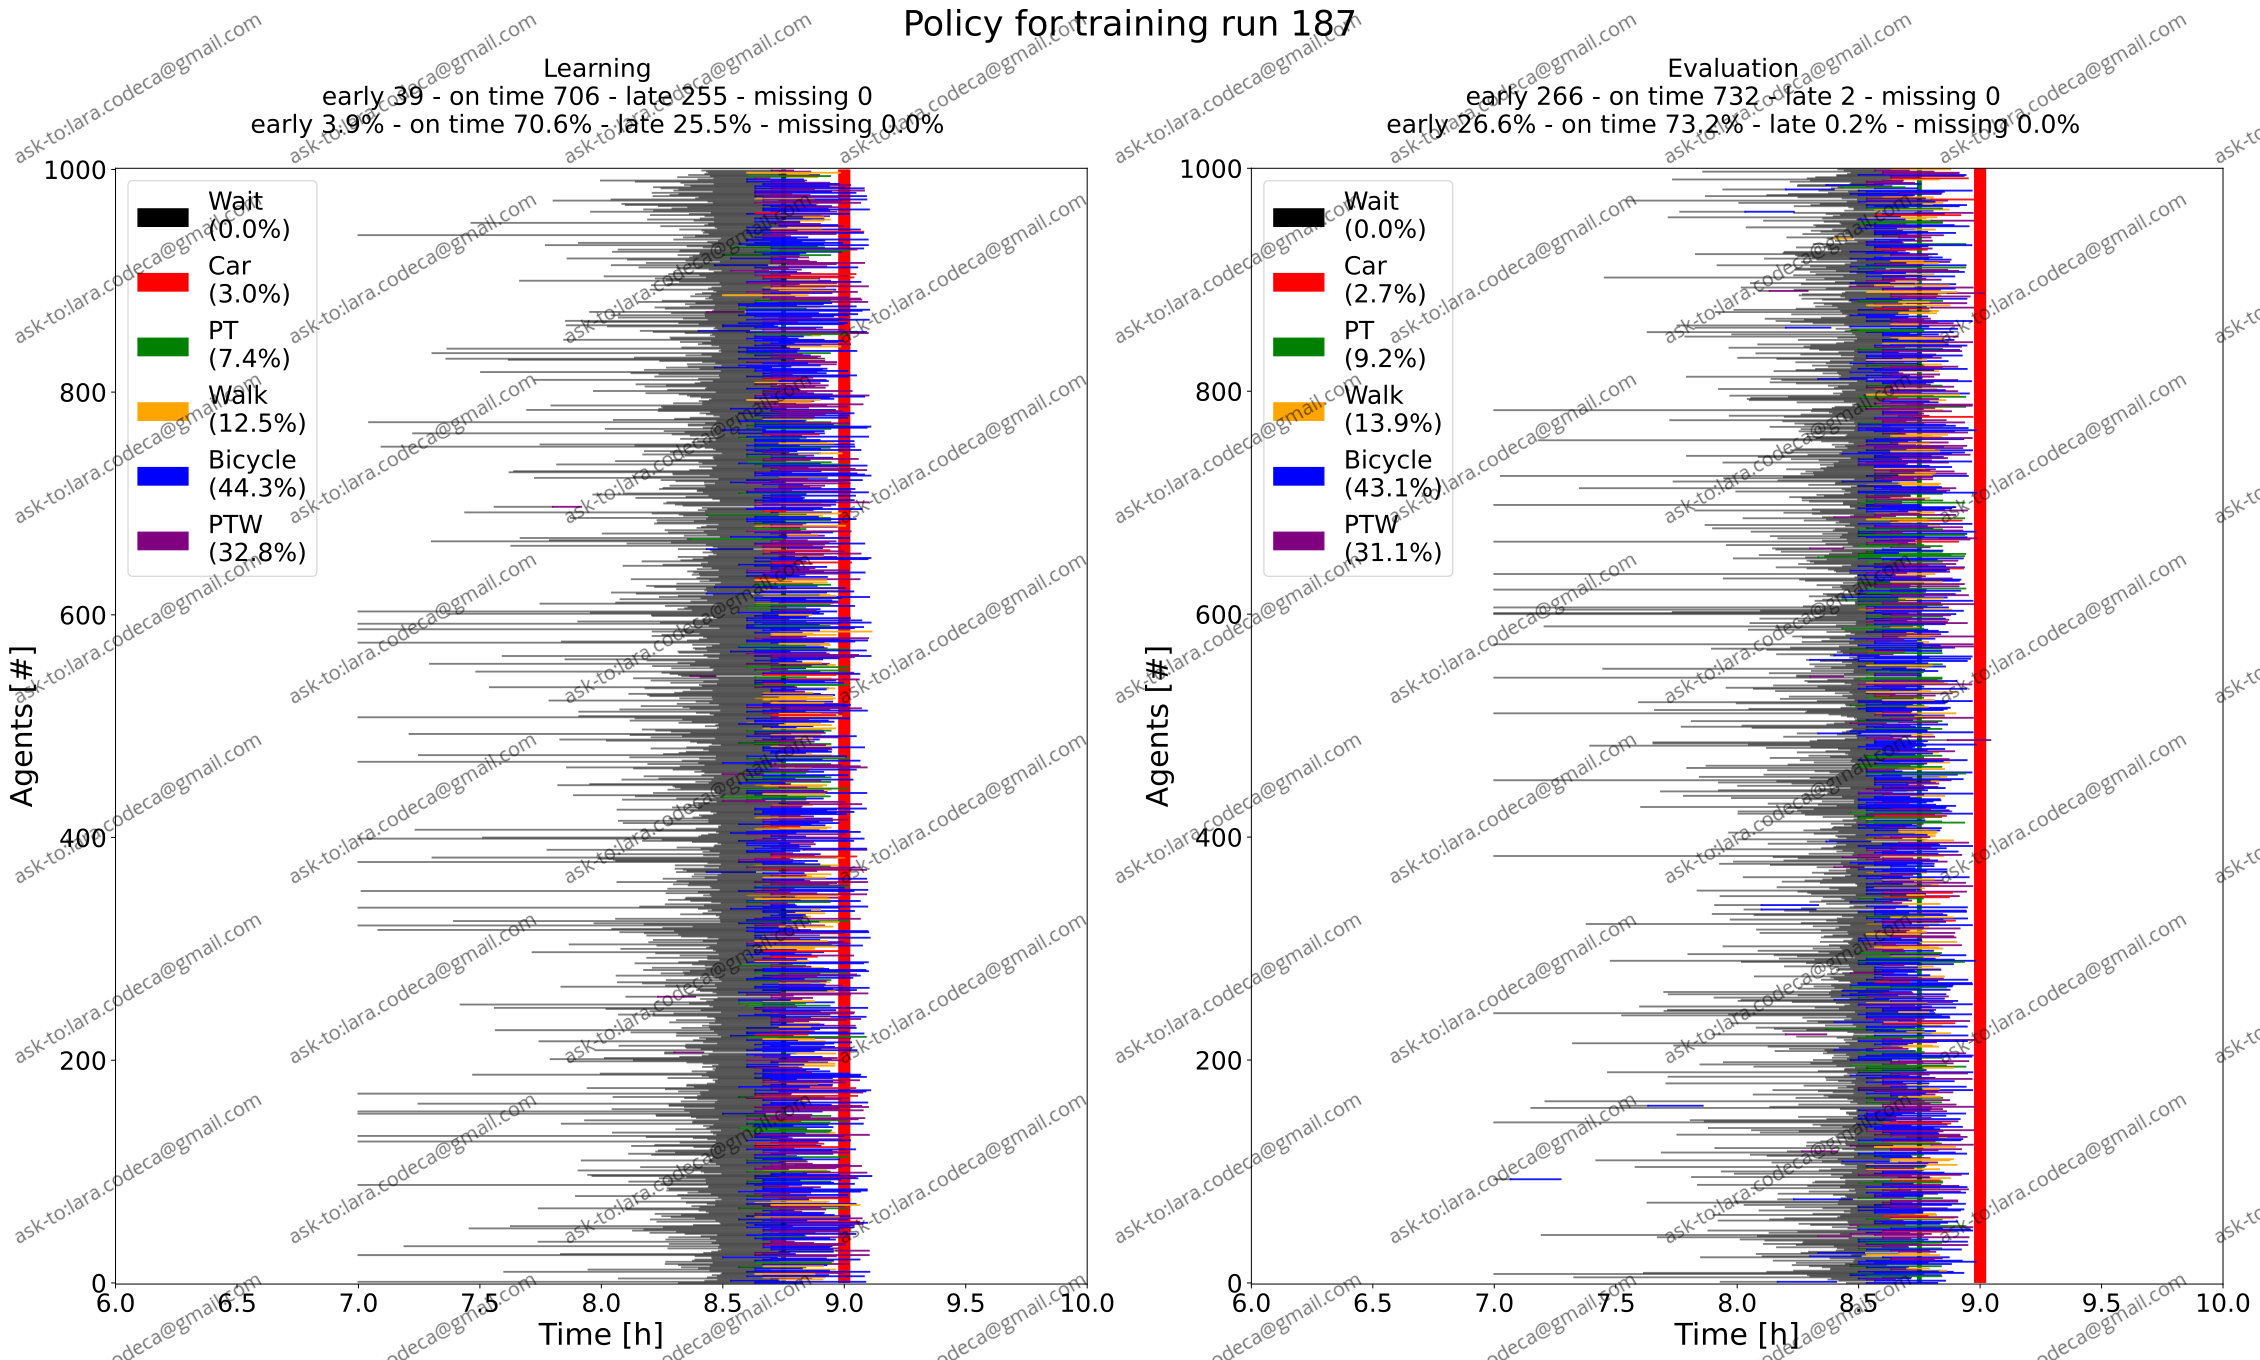 Policy for training run 187
Learning
early 39 - on time 706 - late 255 - missing 0
early 3.9% - on time 70.6% - late 25.5% - missing 0.0%
Evaluation
early 266 - on time 732 - late 2 - missing 0
early 26.6% - on time 73.2% - late 0.2% - missing 0.0%
Wait
(0.0%)
Car
(3.0%)
PT
(7.4%)
Walk
(12.5%)
Bicycle
(44.3%)
PTW
(32.8%)
1000
800
600
400
200
0
Agents [#]
6.0 6.5 7.0 7.5 8.0 8.5 9.0 9.5 10.0
Time [h]
Wait
(0.0%)
Car
(2.7%)
PT
(9.2%)
Walk
(13.9%)
Bicycle
(43.1%)
PTW
(31.1%)
1000
800
600
400
200
0
Agents [#]
6.0 6.5 7.0 7.5 8.0 8.5 9.0 9.5 10.0
Time [h]
ask-to:lara.codeca@gmail.com